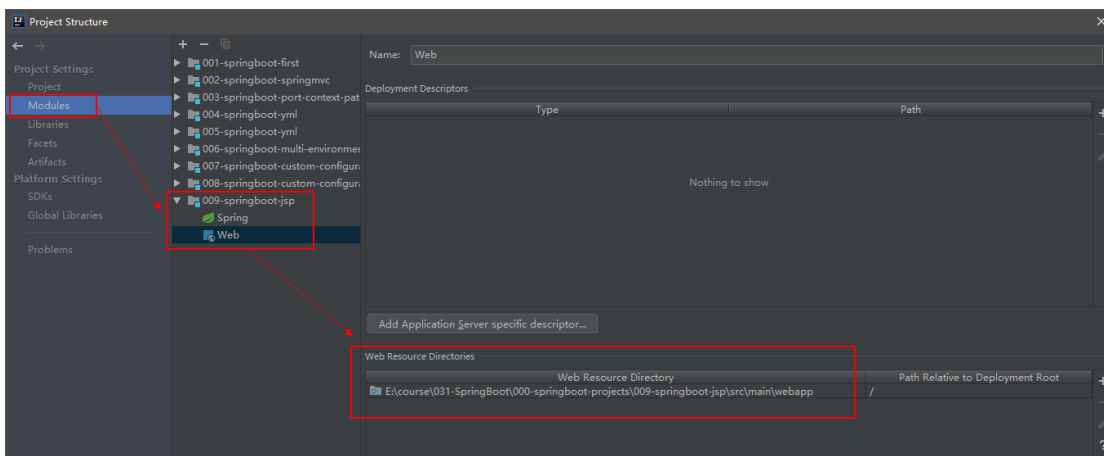 Project Structure
Project Settings
Project
Modules
Libraries
Facets
Artifacts
Platform Settings
SDKs
Global Libraries
Problems
001-springboot-first
002-springboot-springmvc
003-springboot-port-context-pat
004-springboot-yml
005-springboot-yml
006-springboot-multi-environmer
007-springboot-custom-configur
008-springboot-custom-configur
009-springboot-jsp
Spring
Web
Name: Web
Deployment Descriptors
Type Path
Nothing to show
Add Application Server specific descriptor...
Web Resource Directories
Web Resource Directory Path Relative to Deployment Root
E:\course\031-SpringBoot\000-springboot-projects\009-springboot-jsp\src\main\webapp /